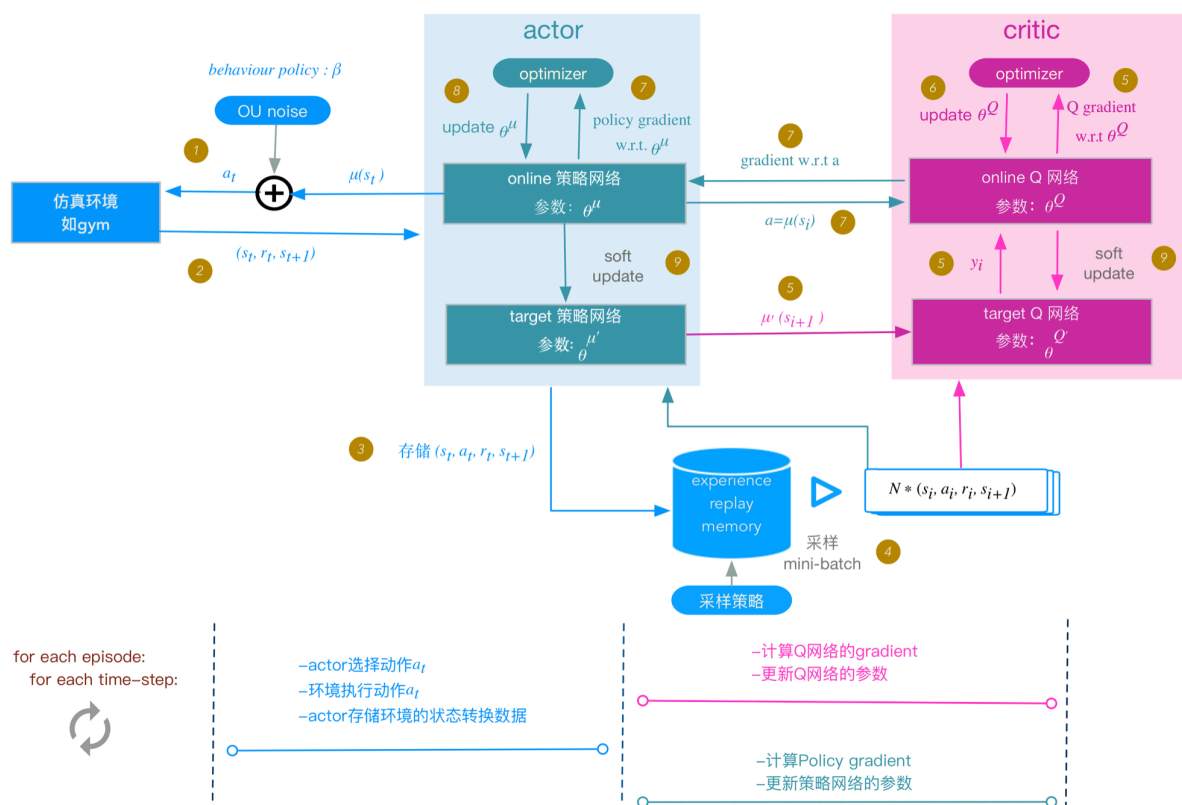 actor
critic
behaviour policy : β
OU noise
optimizer
optimizer
8
7
6
5
update θ^μ
policy gradient
w.r.t. θ^μ
update θ^Q
Q gradient
w.r.t θ^Q
1
a_t
μ(s_t)
7
gradient w.r.t a
仿真环境
如gym
online 策略网络
参数： θ^μ
online Q 网络
参数： θ^Q
a=μ(s_i)
7
2
(s_t, r_t, s_{t+1})
soft
update
9
5
y_i
soft
update
9
5
μ'(s_{i+1} )
target 策略网络
参数: θ^{μ'}
target Q 网络
参数： θ^{Q'}
3
存储 (s_t, a_t, r_t, s_{t+1})
experience
replay
memory
N * (s_i, a_i, r_i, s_{i+1})
采样
mini-batch
4
采样策略
for each episode:
for each time-step:
-actor选择动作a_t
-环境执行动作a_t
-actor存储环境的状态转换数据
-计算Q网络的gradient
-更新Q网络的参数
-计算Policy gradient
-更新策略网络的参数